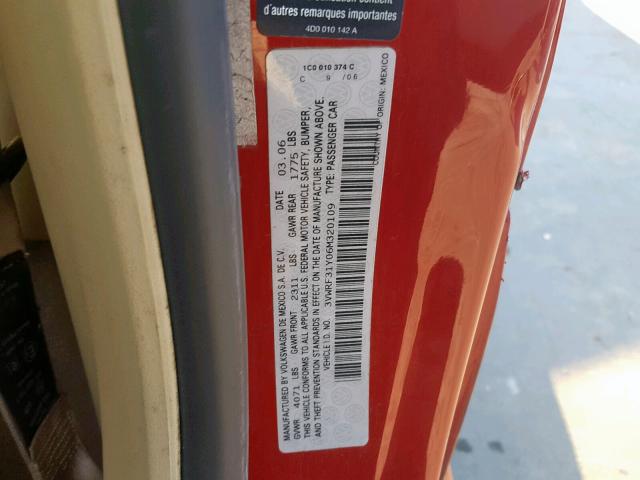 d'autres remarques importantes
4D0 010 142 A
1C0 010 374 C
C 9 /06
MANUFACTURED BY VOLKSWAGEN DE MEXICO S.A. DE C.V. DATE 03.06
GVWR 4071 LBS GAWR FRONT 2311 LBS GAWR REAR 1775 LBS
THIS VEHICLE CONFORMS TO ALL APPLICABLE U.S. FEDERAL MOTOR VEHICLE SAFETY, BUMPER,
AND THEFT PREVENTION STANDARDS IN EFFECT ON THE DATE OF MANUFACTURE SHOWN ABOVE.
VEHICLE I.D. NO. 3VWRF31Y06M320109 TYPE: PASSENGER CAR
COUNTRY OF ORIGIN: MEXICO